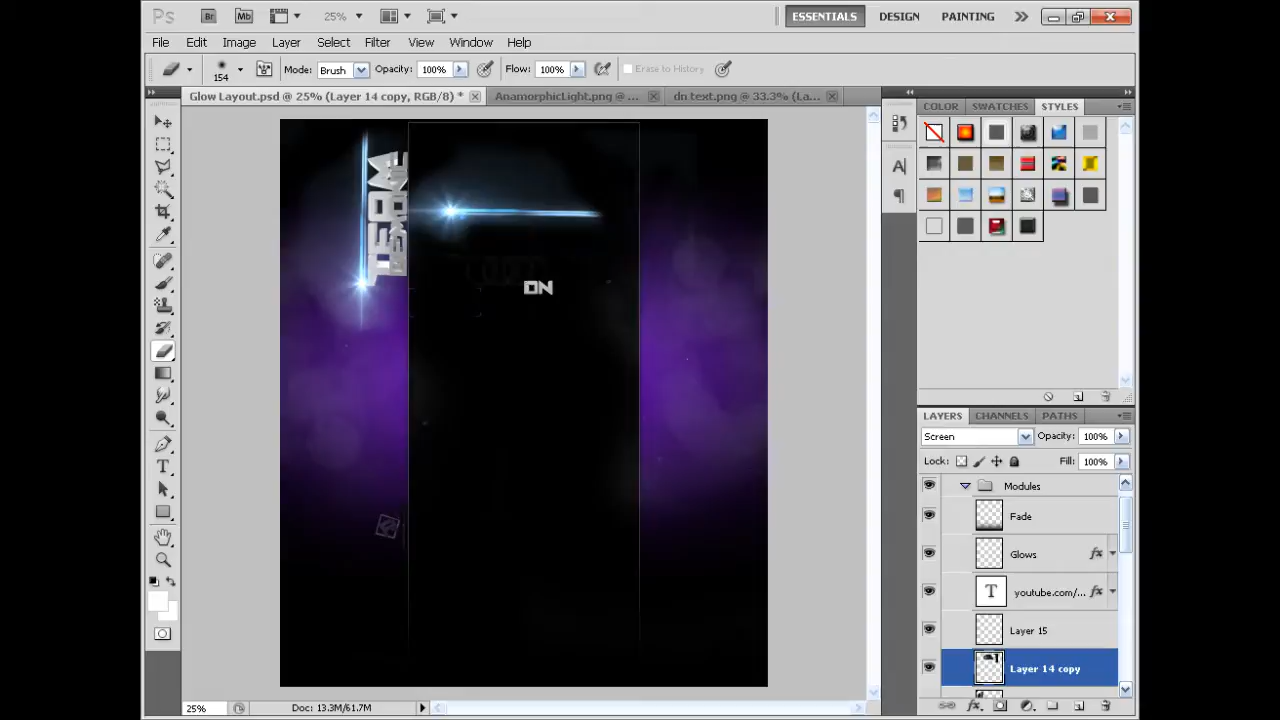 Ps Br Mb 25% ESSENTIALS DESIGN PAINTING
File Edit Image Layer Select Filter View Window Help
154 Mode: Brush Opacity: 100% Flow: 100% Erase to History
Glow Layout.psd @ 25% (Layer 14 copy, RGB/8) * AnamorphicLight.png @ ... dn text.png @ 33.3% (La...
COLOR SWATCHES STYLES
ON
LAYERS CHANNELS PATHS
Screen Opacity: 100%
Lock: Fill: 100%
Modules
Fade
Glows fx
T youtube.com/... fx
Layer 15
Layer 14 copy
25% Doc: 13.3M/61.7M